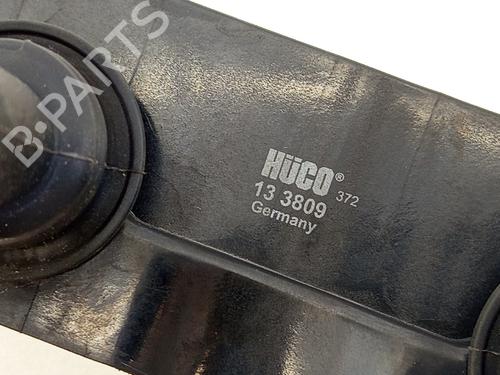 B-PARTS
HÜCO® 372
13 3809
Germany